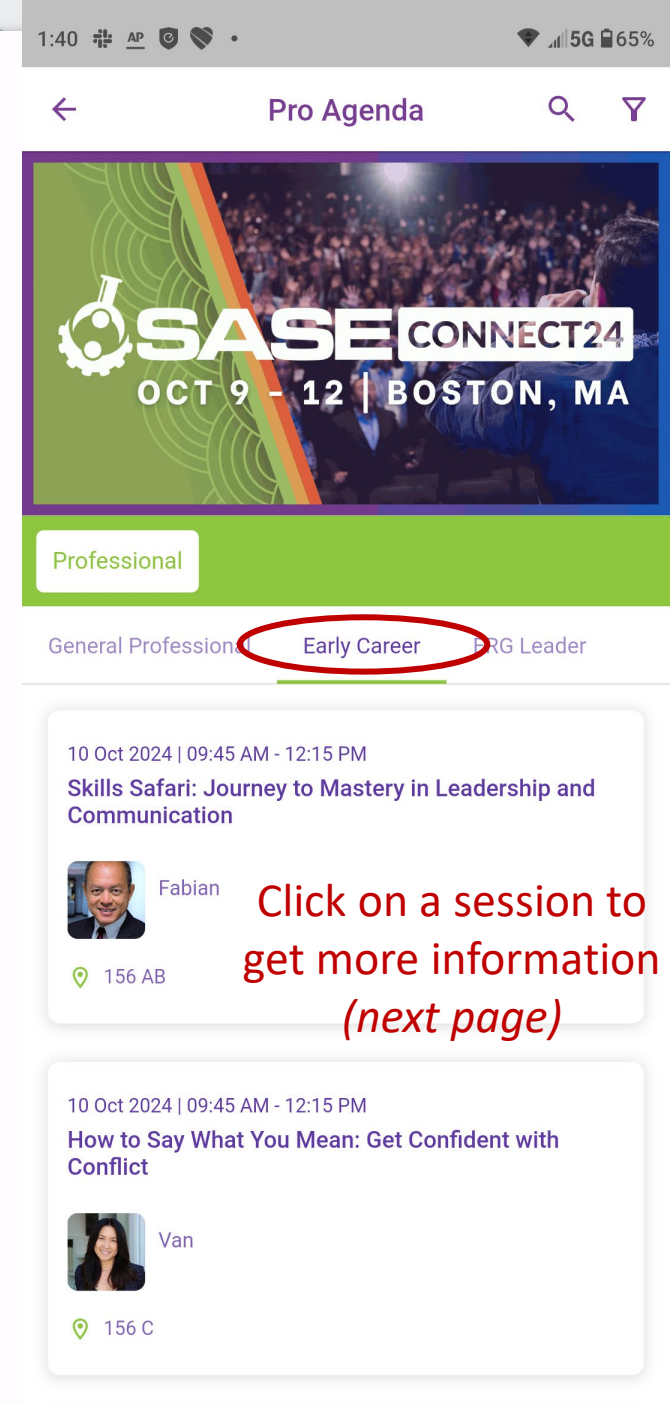 1:40 AP 5G 65%
Pro Agenda
SASE CONNECT24
OCT 9 - 12 | BOSTON, MA
Professional
General Professional Early Career ERG Leader
10 Oct 2024 | 09:45 AM - 12:15 PM
Skills Safari: Journey to Mastery in Leadership and
Communication
Fabian
156 AB
Click on a session to
get more information
(next page)
10 Oct 2024 | 09:45 AM - 12:15 PM
How to Say What You Mean: Get Confident with
Conflict
Van
156 C